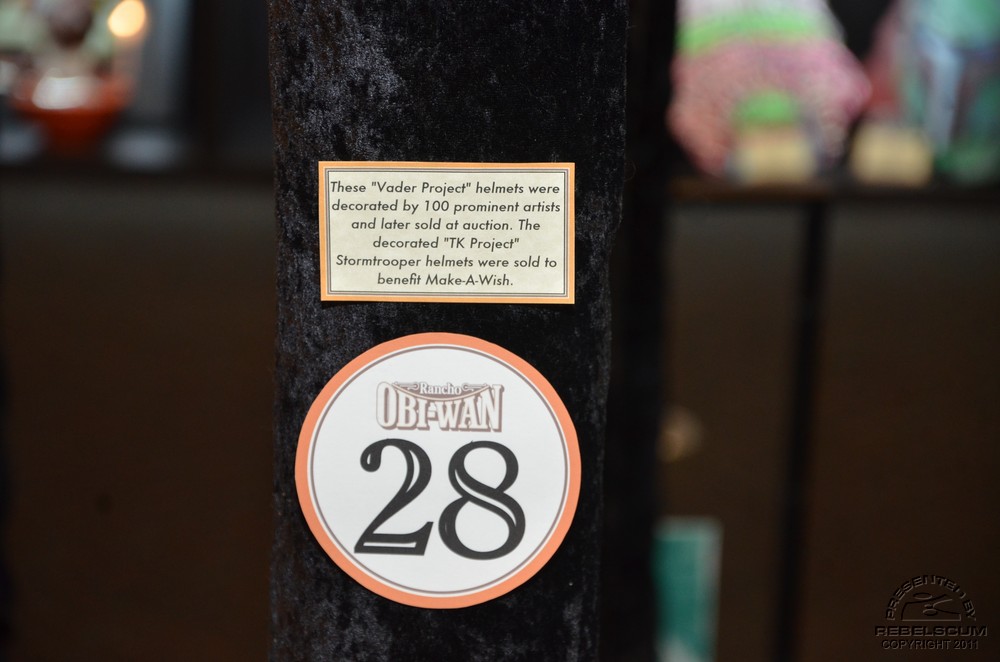 These "Vader Project" helmets were
decorated by 100 prominent artists
and later sold at auction. The
decorated "TK Project"
Stormtrooper helmets were sold to
benefit Make-A-Wish.
Rancho
OBI-WAN
28
PRESENTED BY
REBELSCUM
COPYRIGHT 2011